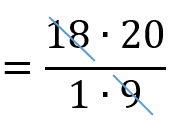 = 18 · 20
1 · 9